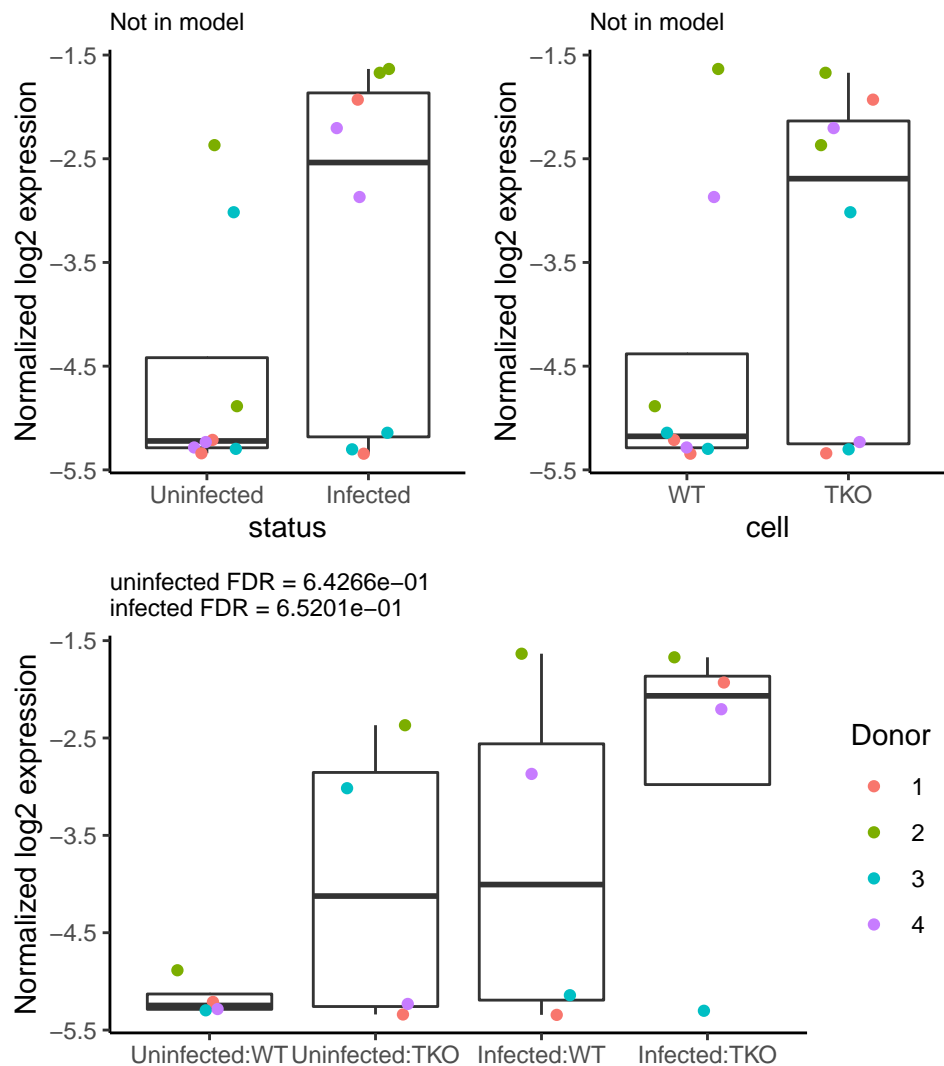 Not in model
Normalized log2 expression
−1.5
−2.5
−3.5
−4.5
−5.5
Uninfected
Infected
status
Not in model
Normalized log2 expression
−1.5
−2.5
−3.5
−4.5
−5.5
WT
TKO
cell
uninfected FDR = 6.4266e−01
infected FDR = 6.5201e−01
Normalized log2 expression
−1.5
−2.5
−3.5
−4.5
−5.5
Uninfected:WT
Uninfected:TKO
Infected:WT
Infected:TKO
Donor
1
2
3
4